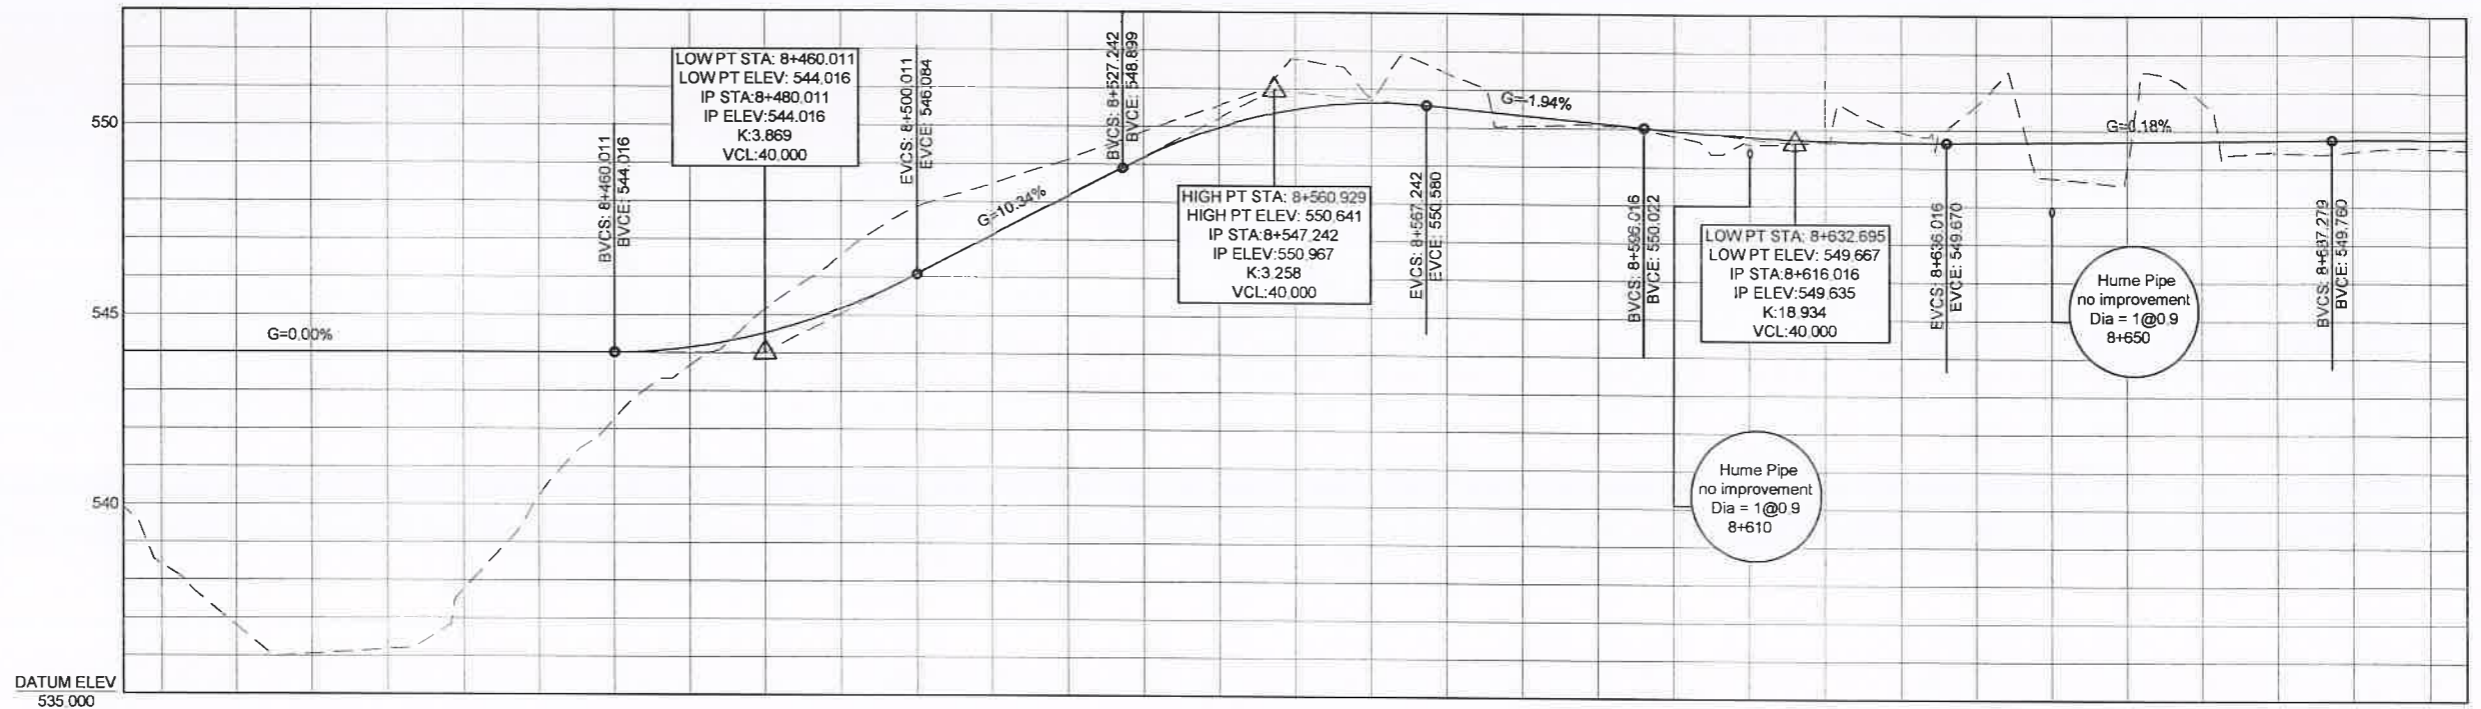 550
545
540
DATUM ELEV
535.000
G=0.00%
BVCS: 8+460.011
BVCE: 544.016
LOW PT STA: 8+460.011
LOW PT ELEV: 544.016
IP STA:8+480.011
IP ELEV:544.016
K:3.869
VCL:40.000
EVCS: 8+500.011
EVCE: 546.084
G=10.34%
BVCS: 8+527.242
BVCE: 548.899
HIGH PT STA: 8+560.929
HIGH PT ELEV: 550.641
IP STA:8+547.242
IP ELEV:550.967
K:3.258
VCL:40.000
EVCS: 8+567.242
EVCE: 550.580
G=-1.94%
BVCS: 8+596.016
BVCE: 550.022
LOW PT STA: 8+632.695
LOW PT ELEV: 549.667
IP STA:8+616.016
IP ELEV:549.635
K:18.934
VCL:40.000
Hume Pipe
no improvement
Dia = 1@0.9
8+610
EVCS: 8+636.016
EVCE: 549.670
G=0.18%
Hume Pipe
no improvement
Dia = 1@0.9
8+650
BVCS: 8+687.279
BVCE: 549.760